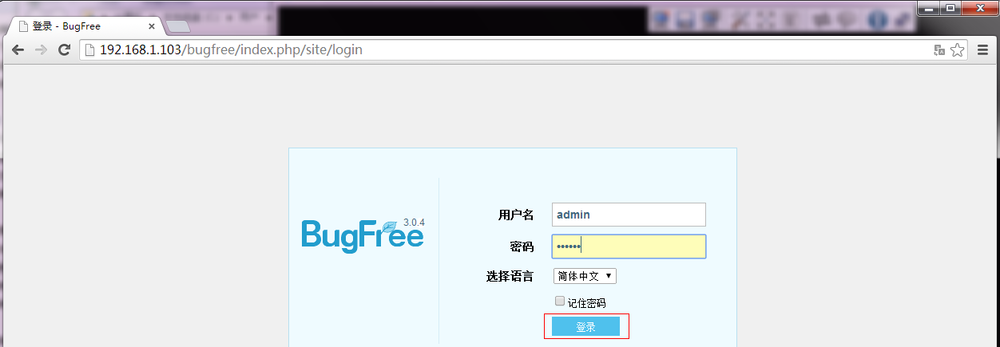 登录 - BugFree
192.168.1.103/bugfree/index.php/site/login
BugFree 3.0.4
用户名 admin
密码 ••••••
选择语言 简体中文
记住密码
登录